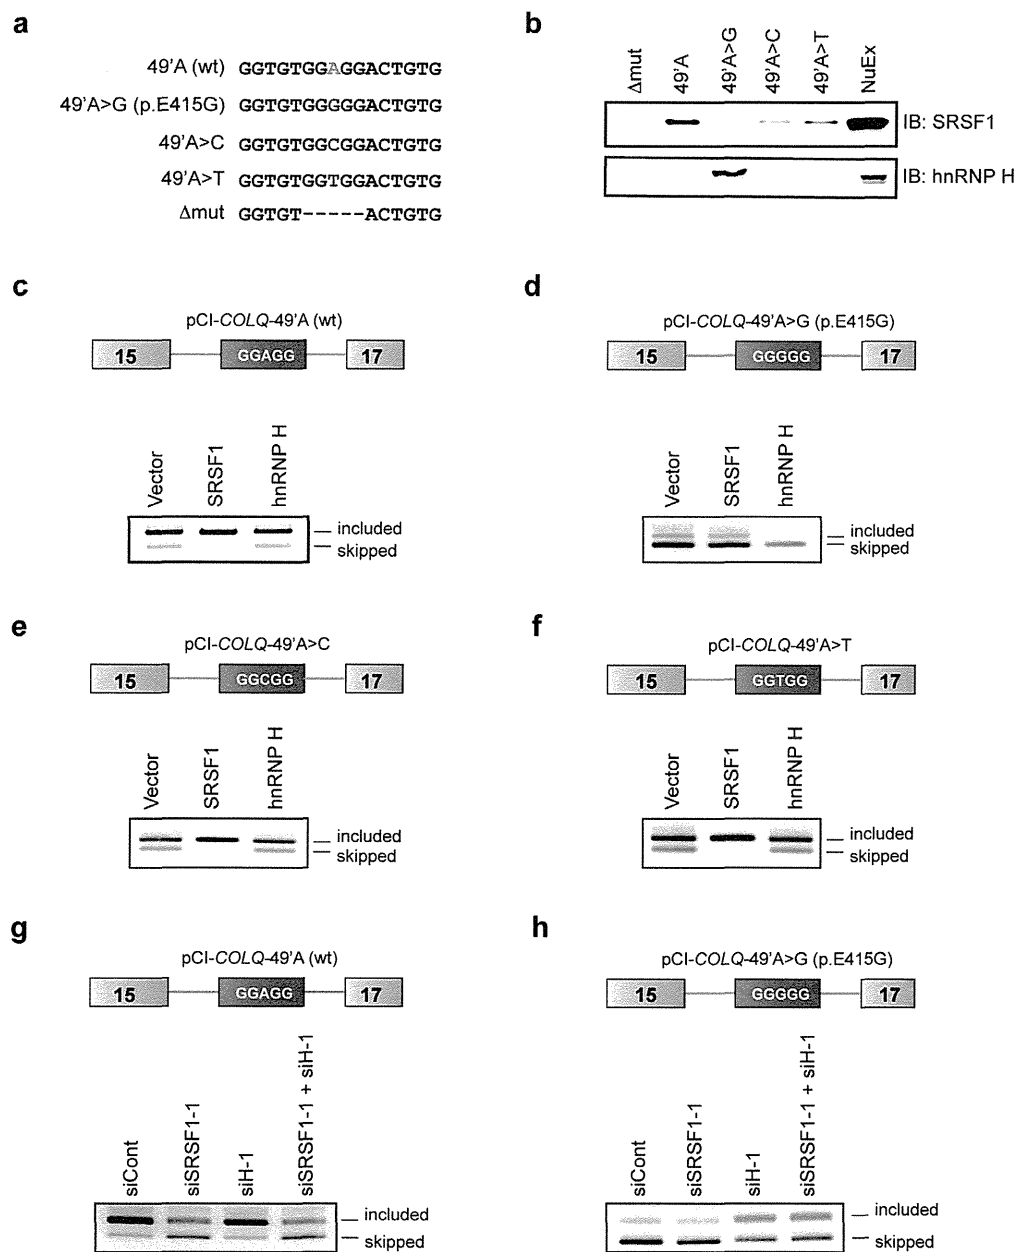 a
49'A (wt) GGTGTGGAGGACTGTG
49'A>G (p.E415G) GGTGTGGGGGACTGTG
49'A>C GGTGTGGCGGACTGTG
49'A>T GGTGTGGTGGACTGTG
Δmut GGTGT-----ACTGTG
b
Δmut 49'A 49'A>G 49'A>C 49'A>T NuEx
IB: SRSF1
IB: hnRNP H
c
pCI-COLQ-49'A (wt)
15 GGAGG 17
Vector SRSF1 hnRNP H
included
skipped
d
pCI-COLQ-49'A>G (p.E415G)
15 GGGGG 17
Vector SRSF1 hnRNP H
included
skipped
e
pCI-COLQ-49'A>C
15 GGCGG 17
Vector SRSF1 hnRNP H
included
skipped
f
pCI-COLQ-49'A>T
15 GGTGG 17
Vector SRSF1 hnRNP H
included
skipped
g
pCI-COLQ-49'A (wt)
15 GGAGG 17
siCont siSRSF1-1 siH-1 siSRSF1-1 + siH-1
included
skipped
h
pCI-COLQ-49'A>G (p.E415G)
15 GGGGG 17
siCont siSRSF1-1 siH-1 siSRSF1-1 + siH-1
included
skipped